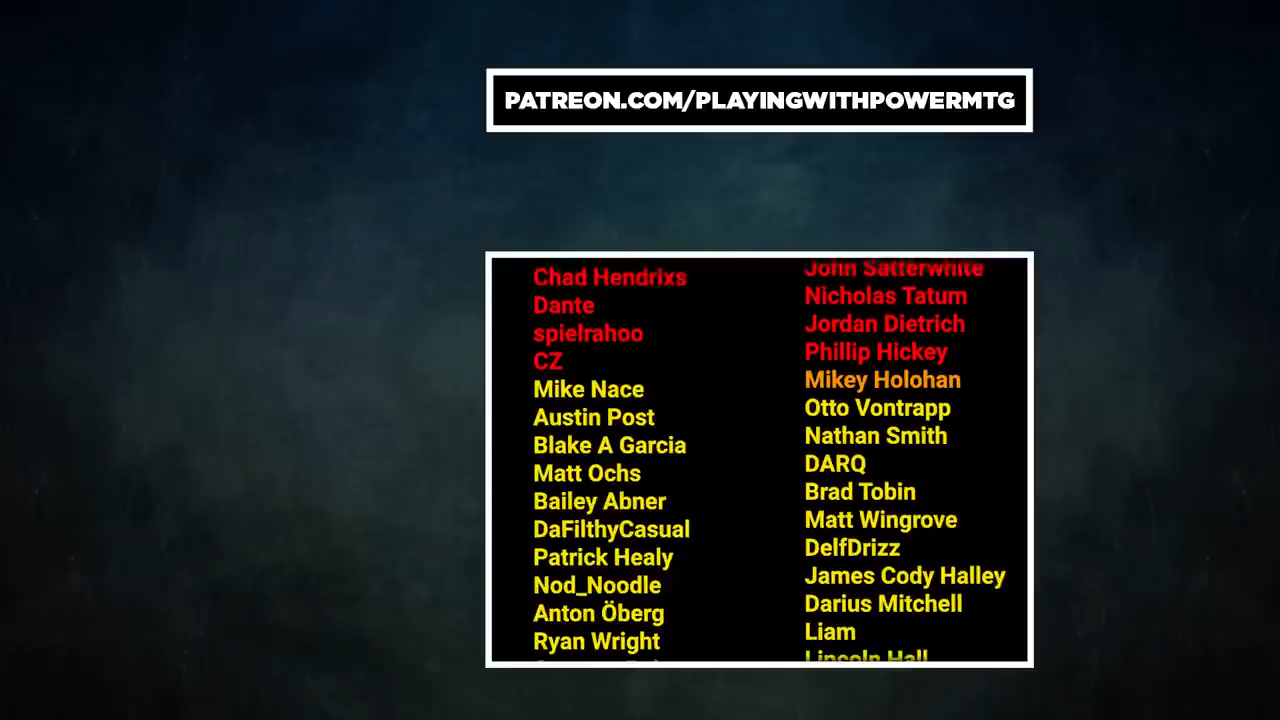 PATREON.COM/PLAYINGWITHPOWERMTG
Chad Hendrixs
Dante
spielrahoo
CZ
Mike Nace
Austin Post
Blake A Garcia
Matt Ochs
Bailey Abner
DaFilthyCasual
Patrick Healy
Nod_Noodle
Anton Öberg
Ryan Wright
John Satterwhite
Nicholas Tatum
Jordan Dietrich
Phillip Hickey
Mikey Holohan
Otto Vontrapp
Nathan Smith
DARQ
Brad Tobin
Matt Wingrove
DelfDrizz
James Cody Halley
Darius Mitchell
Liam
Lincoln Hall